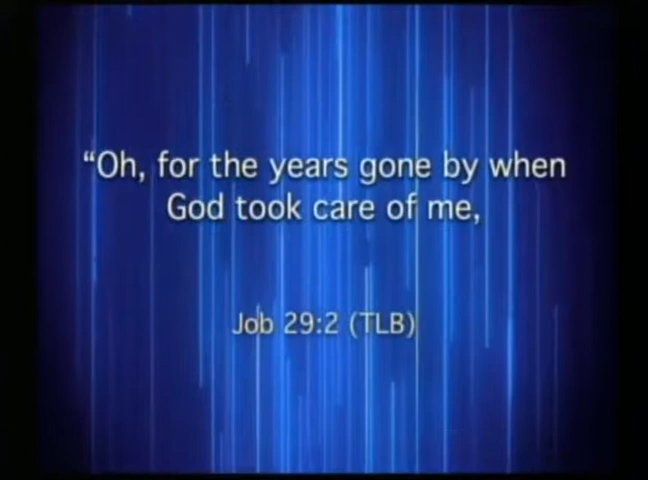 “Oh, for the years gone by when
God took care of me,
Job 29:2 (TLB)